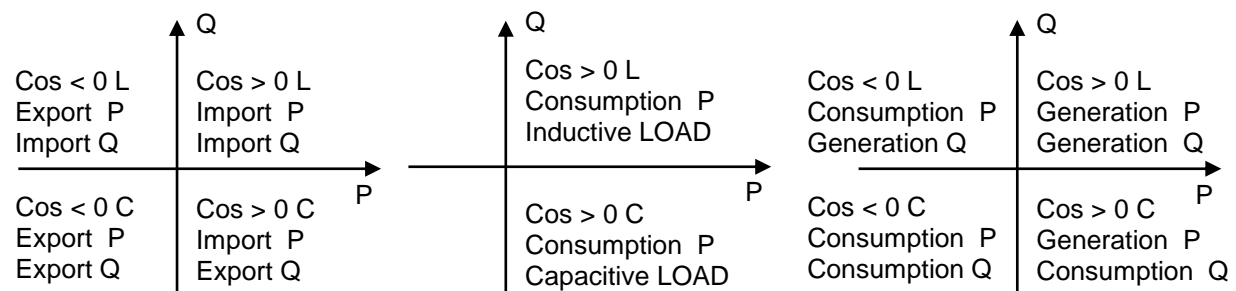 Q
Cos < 0 L
Export P
Import Q
Cos > 0 L
Import P
Import Q
P
Cos < 0 C
Export P
Export Q
Cos > 0 C
Import P
Export Q
Q
Cos > 0 L
Consumption P
Inductive LOAD
P
Cos > 0 C
Consumption P
Capacitive LOAD
Q
Cos < 0 L
Consumption P
Generation Q
Cos > 0 L
Generation P
Generation Q
P
Cos < 0 C
Consumption P
Consumption Q
Cos > 0 C
Generation P
Consumption Q